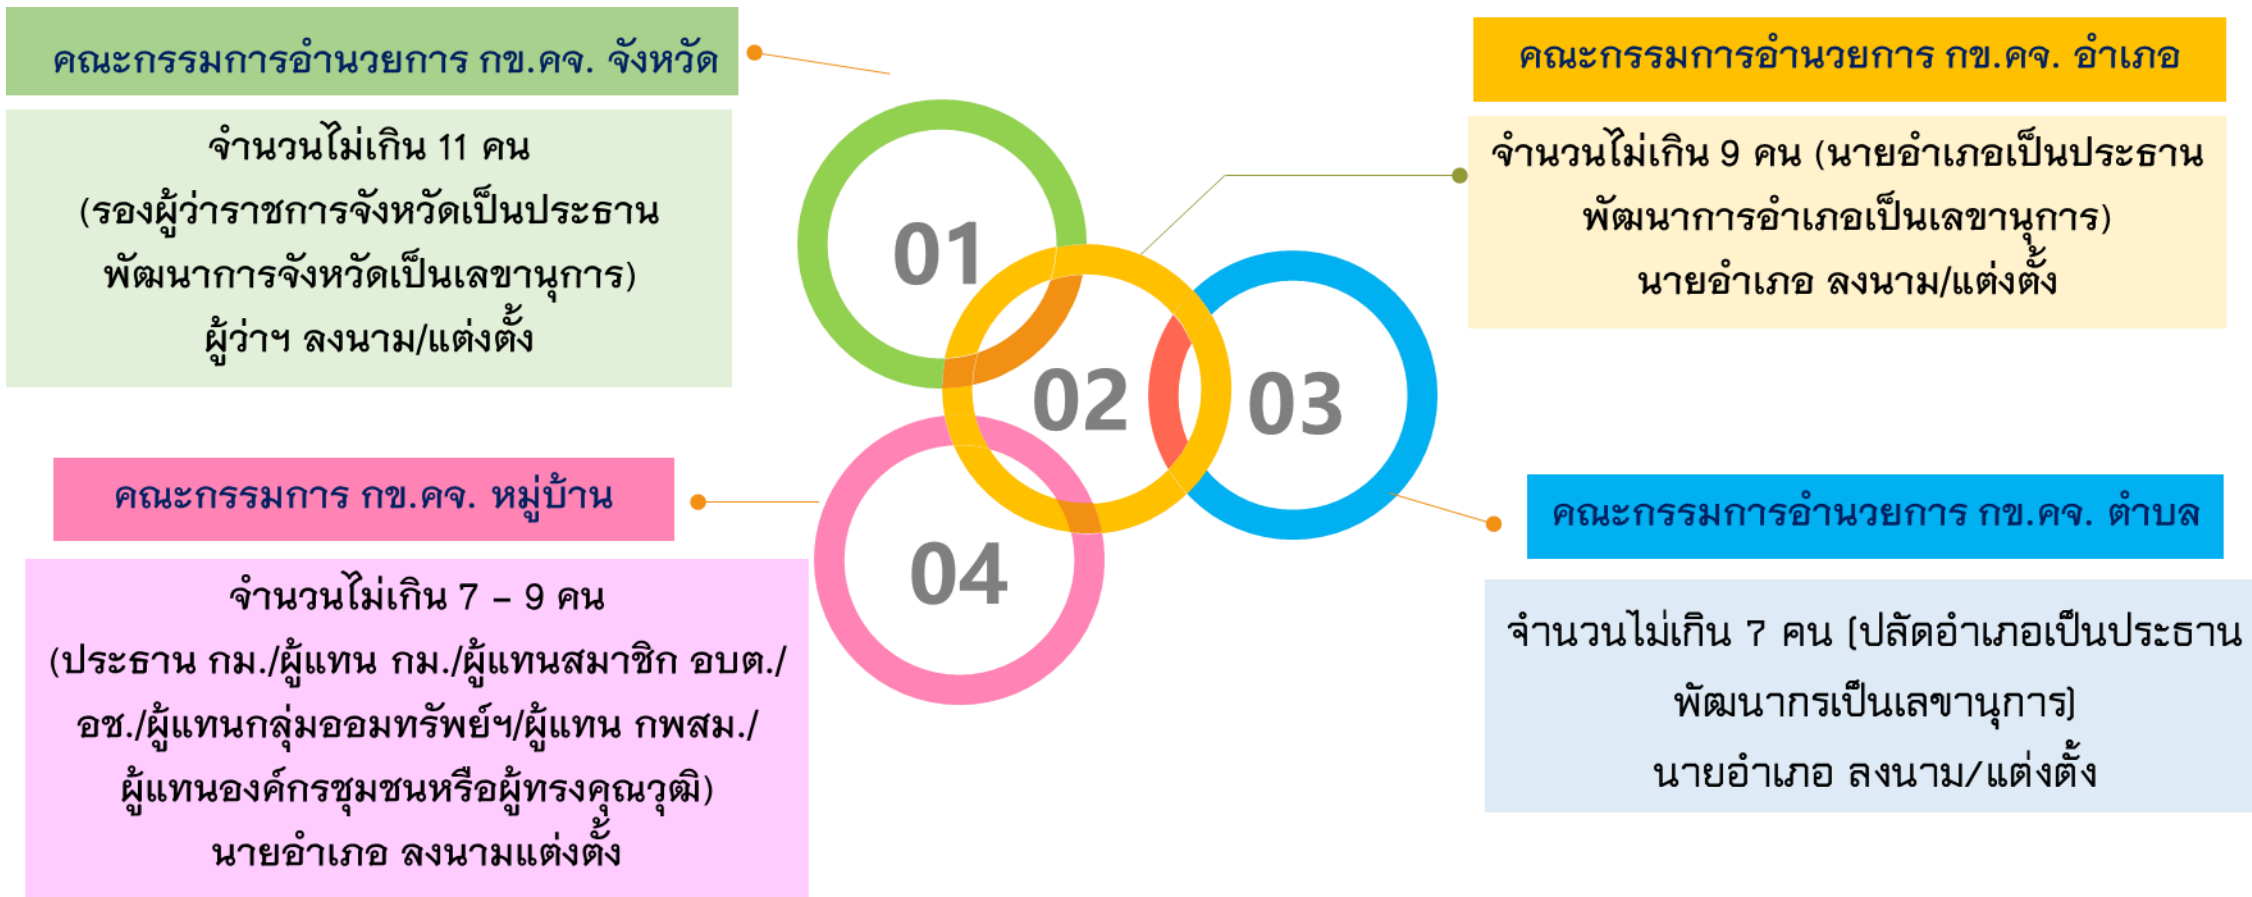 คณะกรรมการอำนวยการ กข.คจ. จังหวัด
จำนวนไม่เกิน 11 คน
(รองผู้ว่าราชการจังหวัดเป็นประธาน
พัฒนาการจังหวัดเป็นเลขานุการ)
ผู้ว่าฯ ลงนาม/แต่งตั้ง
01
คณะกรรมการอำนวยการ กข.คจ. อำเภอ
จำนวนไม่เกิน 9 คน (นายอำเภอเป็นประธาน
พัฒนาการอำเภอเป็นเลขานุการ)
นายอำเภอ ลงนาม/แต่งตั้ง
02
03
คณะกรรมการอำนวยการ กข.คจ. ตำบล
จำนวนไม่เกิน 7 คน (ปลัดอำเภอเป็นประธาน
พัฒนากรเป็นเลขานุการ)
นายอำเภอ ลงนาม/แต่งตั้ง
คณะกรรมการ กข.คจ. หมู่บ้าน
จำนวนไม่เกิน 7 – 9 คน
(ประธาน กม./ผู้แทน กม./ผู้แทนสมาชิก อบต./
อช./ผู้แทนกลุ่มออมทรัพย์ฯ/ผู้แทน กพสม./
ผู้แทนองค์กรชุมชนหรือผู้ทรงคุณวุฒิ)
นายอำเภอ ลงนามแต่งตั้ง
04